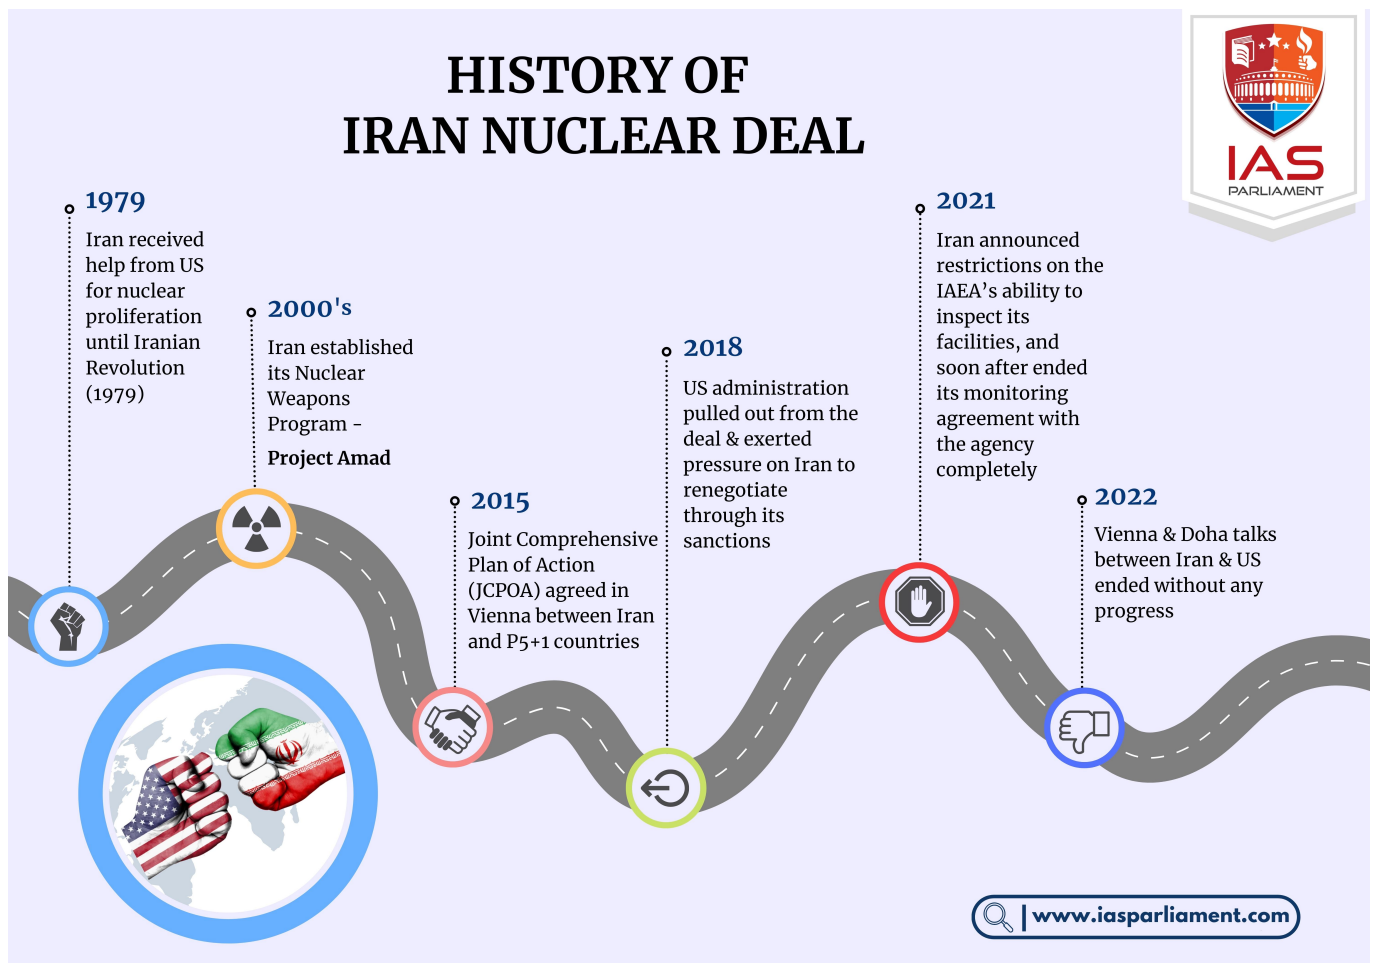 HISTORY OF
IRAN NUCLEAR DEAL
IAS
PARLIAMENT
1979
Iran received
help from US
for nuclear
proliferation
until Iranian
Revolution
(1979)
2000's
Iran established
its Nuclear
Weapons
Program -
Project Amad
2015
Joint Comprehensive
Plan of Action
(JCPOA) agreed in
Vienna between Iran
and P5+1 countries
2018
US administration
pulled out from the
deal & exerted
pressure on Iran to
renegotiate
through its
sanctions
2021
Iran announced
restrictions on the
IAEA’s ability to
inspect its
facilities, and
soon after ended
its monitoring
agreement with
the agency
completely
2022
Vienna & Doha talks
between Iran & US
ended without any
progress
www.iasparliament.com